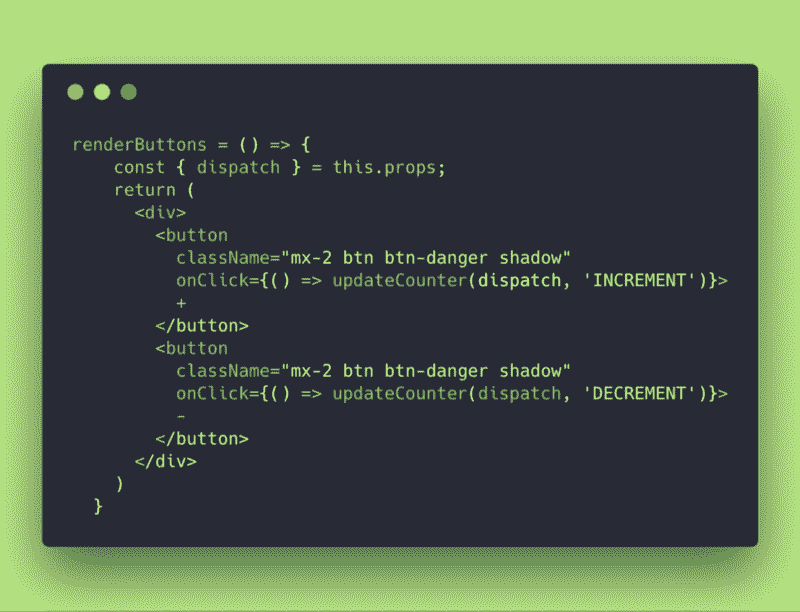 renderButtons = () => {
    const { dispatch } = this.props;
    return (
      <div>
        <button
          className="mx-2 btn btn-danger shadow"
          onClick={() => updateCounter(dispatch, 'INCREMENT')}>
          +
        </button>
        <button
          className="mx-2 btn btn-danger shadow"
          onClick={() => updateCounter(dispatch, 'DECREMENT')}>
          -
        </button>
      </div>
    )
  }